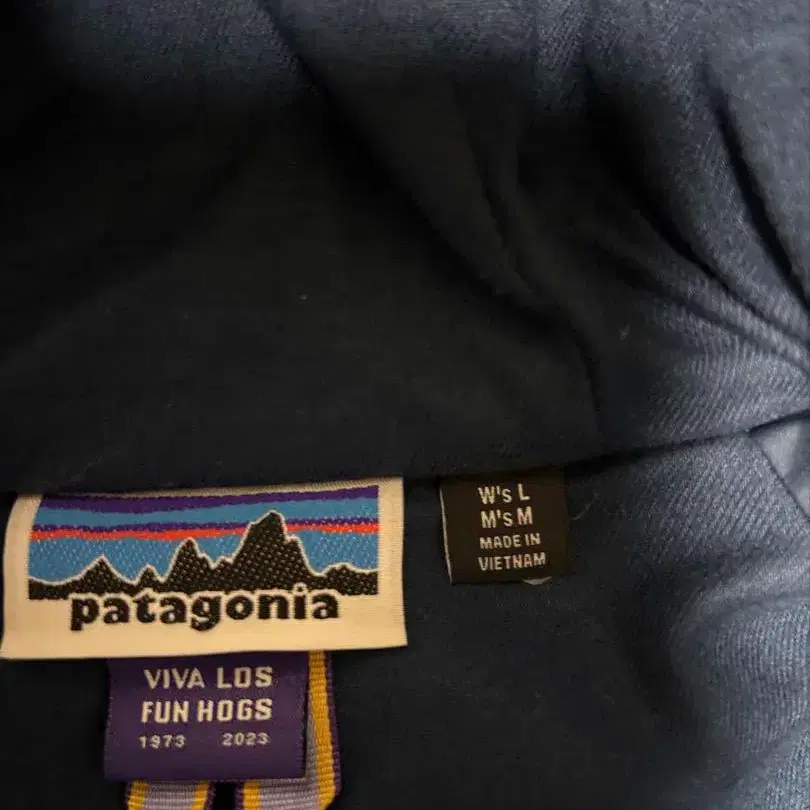 patagonia
VIVA LOS
FUN HOGS
1973 2023
W's L
M's M
MADE IN
VIETNAM